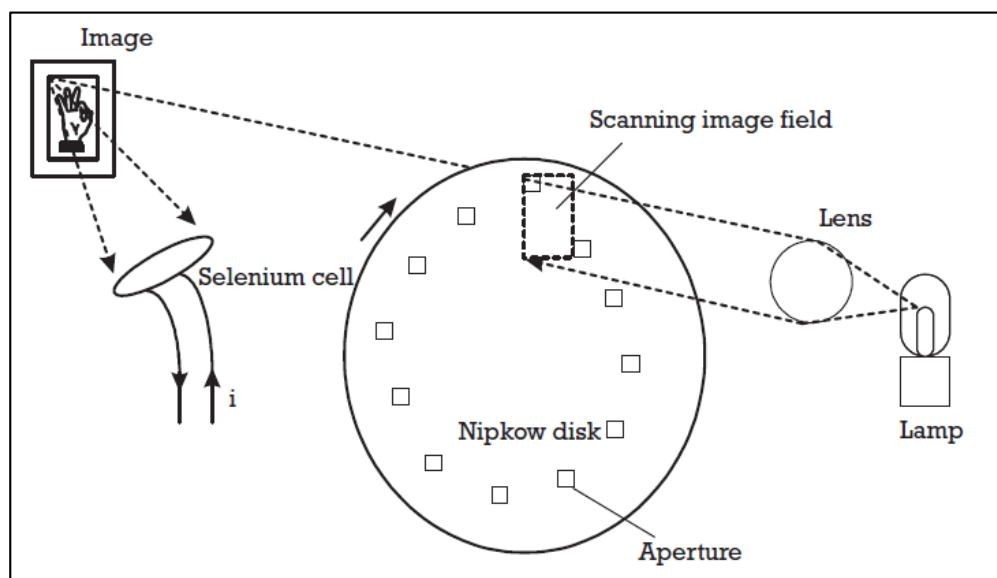 Image
Scanning image field
Lens
Selenium cell
i
Nipkow disk
Lamp
Aperture